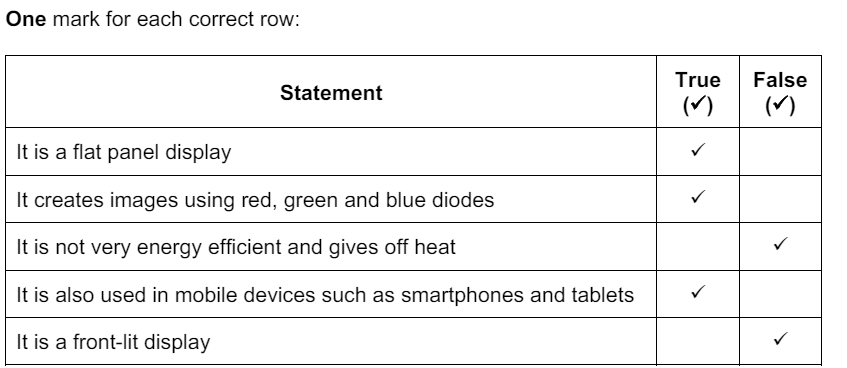 One mark for each correct row:
Statement True (✓) False (✓)
It is a flat panel display ✓
It creates images using red, green and blue diodes ✓
It is not very energy efficient and gives off heat ✓
It is also used in mobile devices such as smartphones and tablets ✓
It is a front-lit display ✓